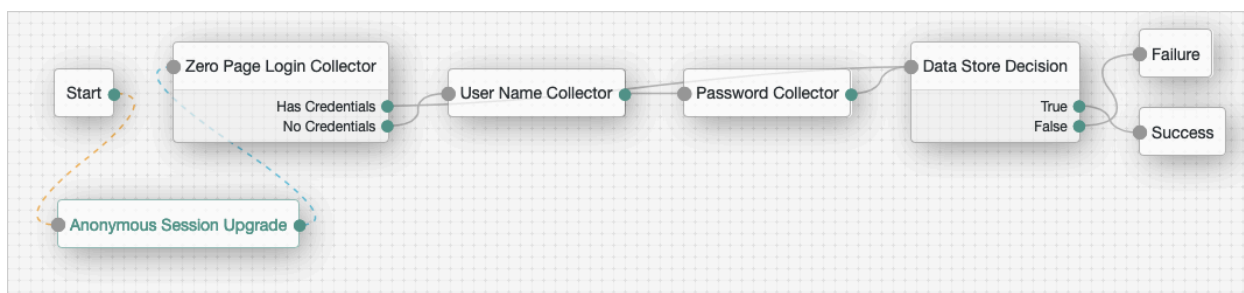 Start
Zero Page Login Collector
Has Credentials
No Credentials
User Name Collector
Password Collector
Data Store Decision
True
False
Failure
Success
Anonymous Session Upgrade